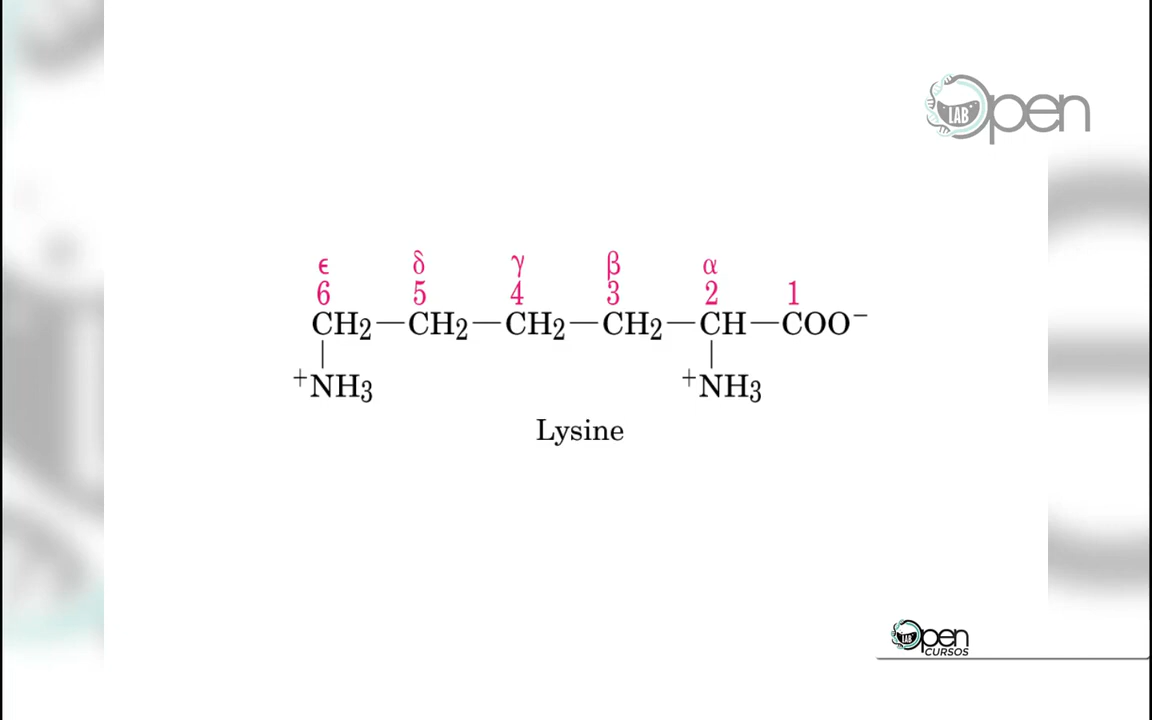 LAB Open
ϵ δ γ β α
6 5 4 3 2 1
CH2—CH2—CH2—CH2—CH—COO⁻
⁺NH3 ⁺NH3
Lysine
LAB Open
CURSOS